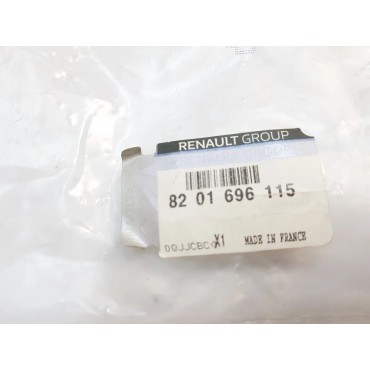 RENAULT GROUP
82 01 696 115
X1 MADE IN FRANCE